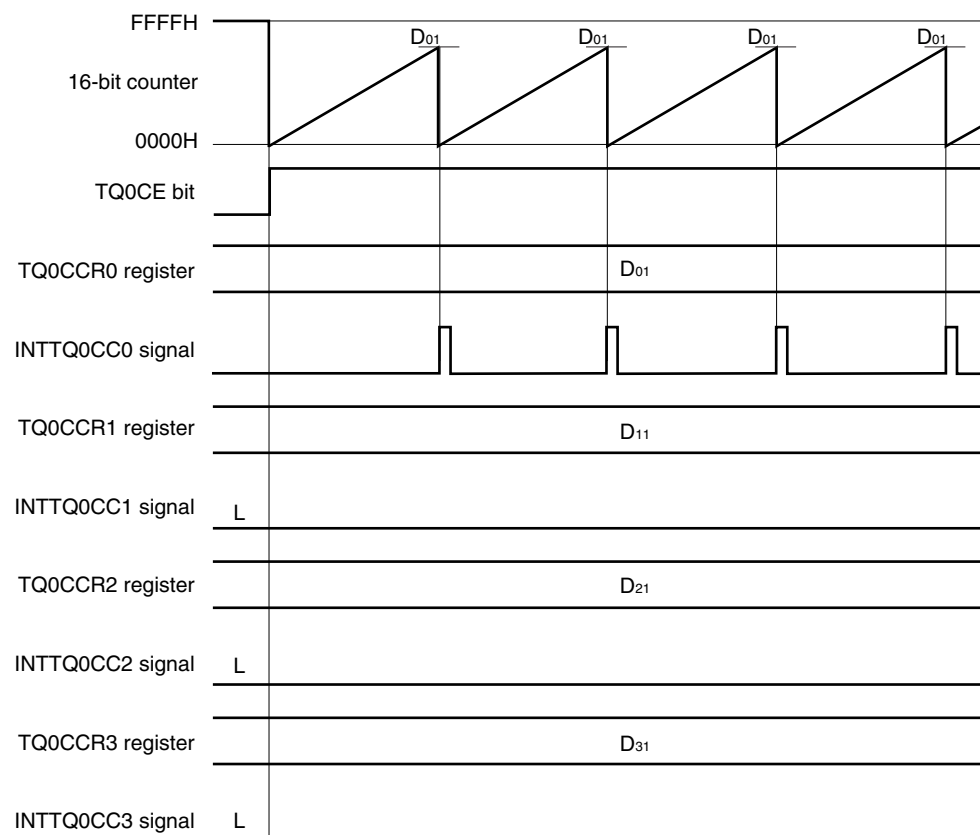 FFFFH
D01 D01 D01 D01
16-bit counter
0000H
TQ0CE bit
TQ0CCR0 register D01
INTTQ0CC0 signal
TQ0CCR1 register D11
INTTQ0CC1 signal L
TQ0CCR2 register D21
INTTQ0CC2 signal L
TQ0CCR3 register D31
INTTQ0CC3 signal L